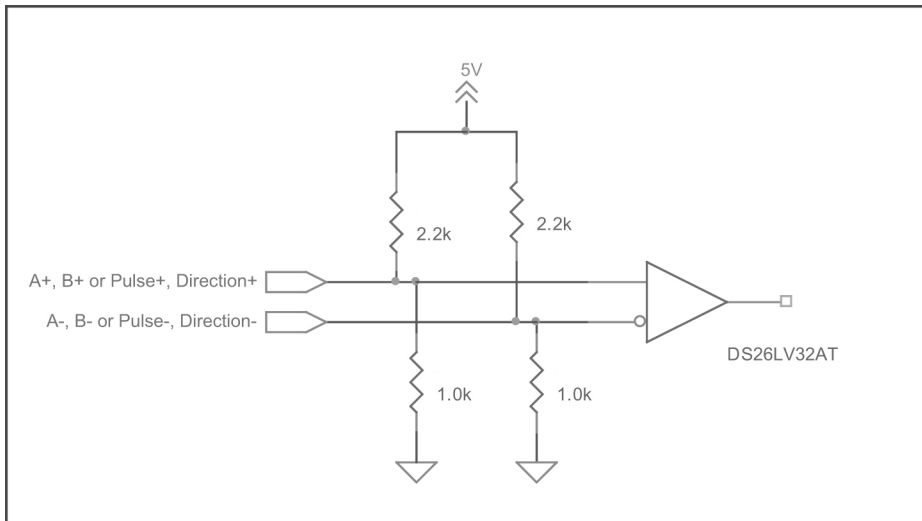 5V
2.2k
2.2k
A+, B+ or Pulse+, Direction+
A-, B- or Pulse-, Direction-
DS26LV32AT
1.0k
1.0k